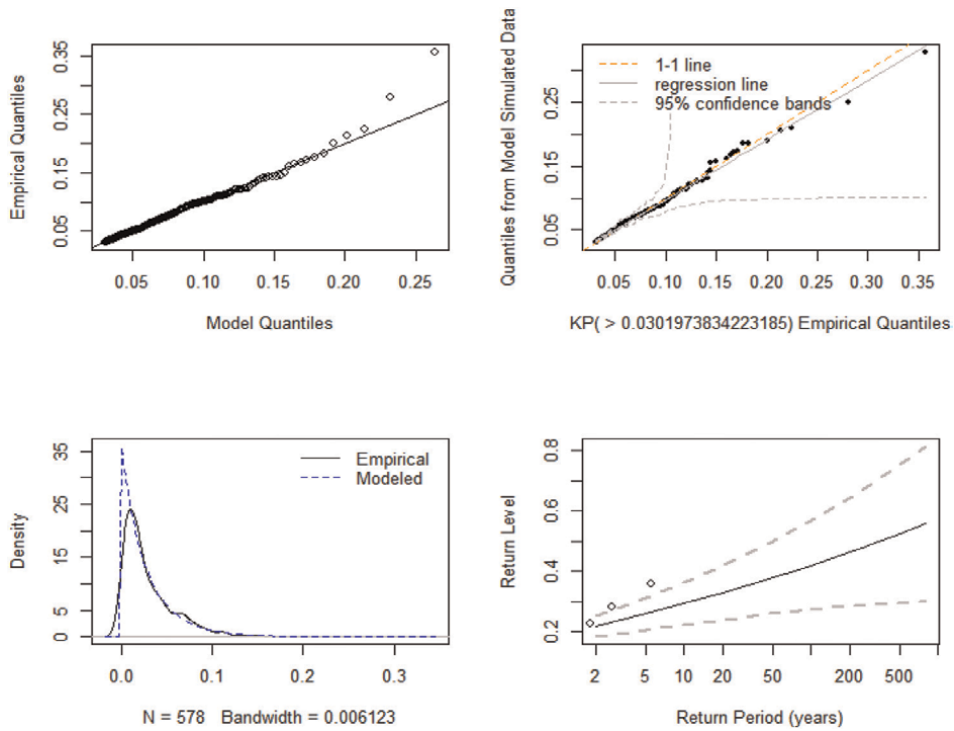 Empirical Quantiles
0.05 0.15 0.25 0.35
0.05 0.10 0.15 0.20 0.25
Model Quantiles
Quantiles from Model Simulated Data
0.05 0.15 0.25
1-1 line
regression line
95% confidence bands
0.05 0.10 0.15 0.20 0.25 0.30 0.35
KP( > 0.0301973834223185) Empirical Quantiles
Density
0 5 15 25 35
Empirical
Modeled
0.0 0.1 0.2 0.3
N = 578 Bandwidth = 0.006123
Return Level
0.2 0.4 0.6 0.8
2 5 10 20 50 100 200 500
Return Period (years)